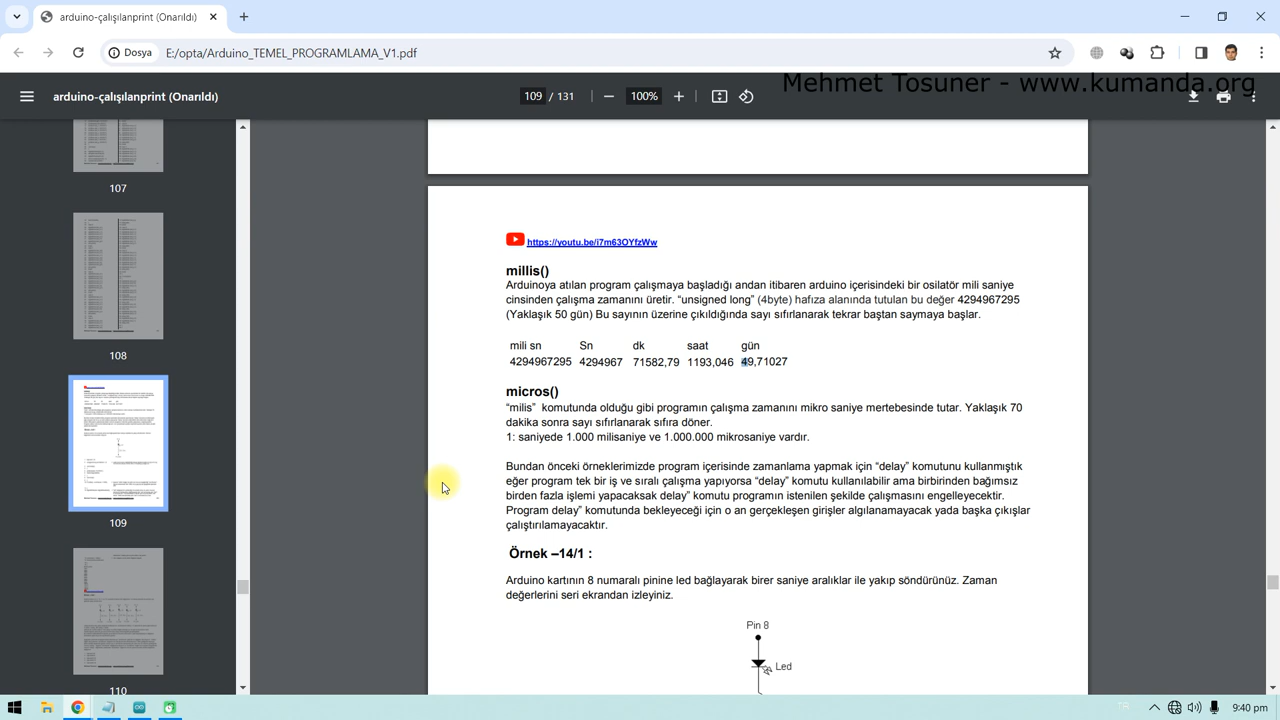 arduino-çalışılanprint (Onarıldı)
Dosya
E:/opta/Arduino_TEMEL_PROGRAMLAMA_V1.pdf
Mehmet Tosuner - www.kumanda.org
arduino-çalışılanprint (Onarıldı)
109 / 131
100%
107
108
109
110
https://youtu.be/i7m63OYfzWw
millis()
Arduinoya atılan program çalışmaya başladığı andan itibaren arduino içerisindeki bir osilatör mili saniye
cinsinden çalışma zamanını üretir. “unsigned long” (4byte) hafıza alanında tutulan bu değer 4294967295
(Yaklaşık 50 gün) Bu sayının üzerine çıkıldığında sayı sıfırlanarak tekrar baştan saymaya başlar.
mili sn Sn dk saat gün
4294967295 4294967 71582,79 1193,046 49,71027
micros()
“milis” komutunda olduğu gibi programın çalışma zamanını mikro saniye mertebesinde tutar. Yaklaşık 70
dakika sonra sayı sıfırlanarak sıfıra döner.
1: saniyede 1.000 milisaniye ve 1.000.000 mikrosaniye vardır.
Bundan önceki örneklerimizde program içerisinde zamanlama yapmak için “delay” komutunu kullanmıştık
eğer program tek bir iş ve sıralı çalışma yapıyorsa “delay” komutu kullanılabilir ama birbirinden bağımsız
birden fazla işlemi yapacaksak delay” komutu programın istenilen şekilde çalışmasını engelleyecektir.
Program delay” komutunda bekleyeceği için o an gerçekleşen girişler algılanamayacak yada başka çıkışlar
çalıştırılamayacaktır.
Örnek –14/1 :
Arduino kartının 8 numaralı pinine led bağlayarak birer saniye aralıklar ile yakıp söndürünüz. Zaman
değerlerini seri ekrandan izleyiniz.
Pin 8
Led
TR
9:40 pm